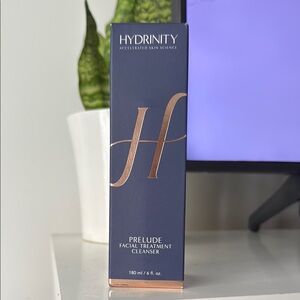 HYDRINITY
ACCELERATED SKIN SCIENCE
H
PRELUDE
FACIAL TREATMENT
CLEANSER
180 ml / 6 fl. oz.